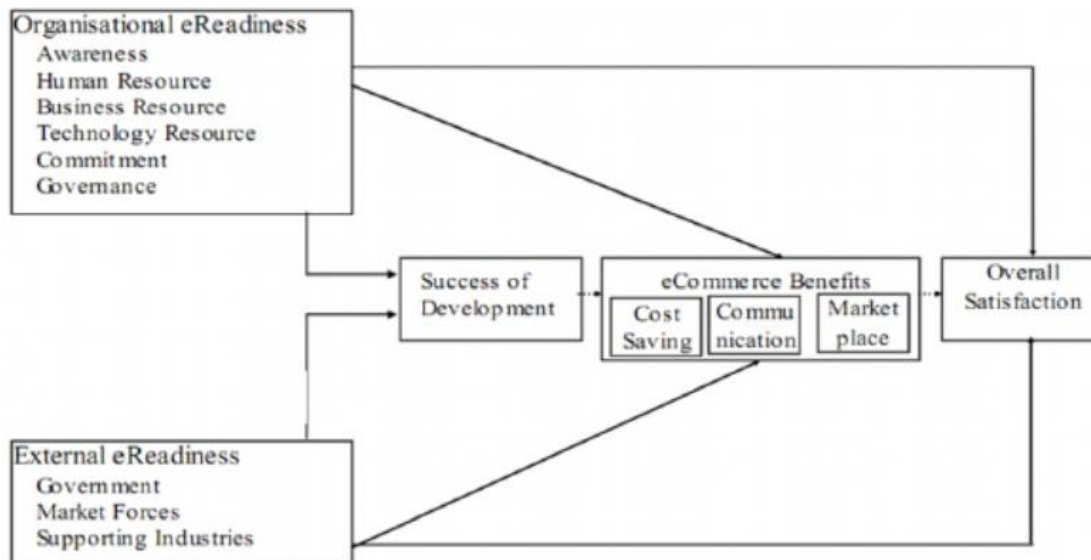 Organisational eReadiness
Awareness
Human Resource
Business Resource
Technology Resource
Commitment
Governance
Success of
Development
eCommerce Benefits
Cost
Saving
Commu
nication
Market
place
Overall
Satisfaction
External eReadiness
Government
Market Forces
Supporting Industries